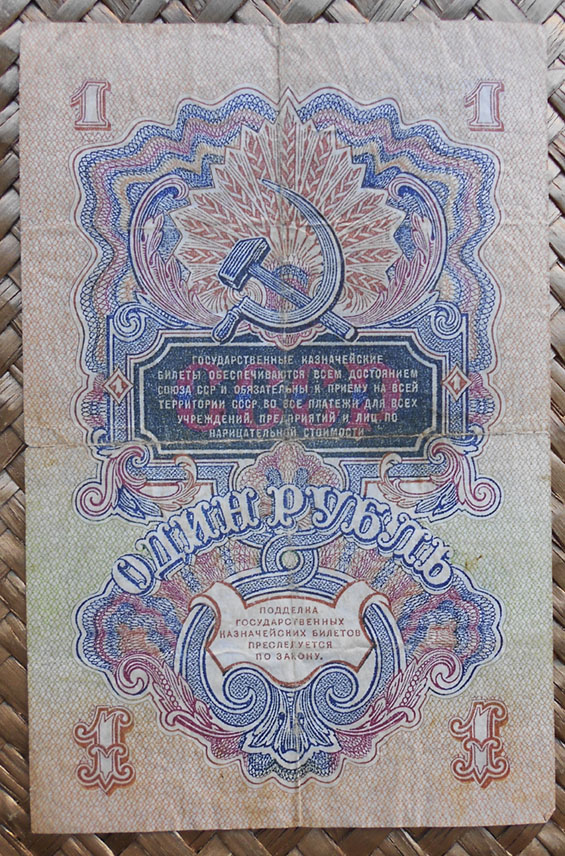 1 1
ГОСУДАРСТВЕННЫЕ КАЗНАЧЕЙСКИЕ
БИЛЕТЫ ОБЕСПЕЧИВАЮТСЯ ВСЕМ ДОСТОЯНИЕМ
СОЮЗА ССР И ОБЯЗАТЕЛЬНЫ К ПРИЕМУ НА ВСЕЙ
ТЕРРИТОРИИ СССР ВО ВСЕ ПЛАТЕЖИ ДЛЯ ВСЕХ
УЧРЕЖДЕНИЙ, ПРЕДПРИЯТИЙ И ЛИЦ ПО
НАРИЦАТЕЛЬНОЙ СТОИМОСТИ
1 1
ОДИН РУБЛЬ
ПОДДЕЛКА
ГОСУДАРСТВЕННЫХ
КАЗНАЧЕЙСКИХ БИЛЕТОВ
ПРЕСЛЕДУЕТСЯ
ПО ЗАКОНУ.
1 1